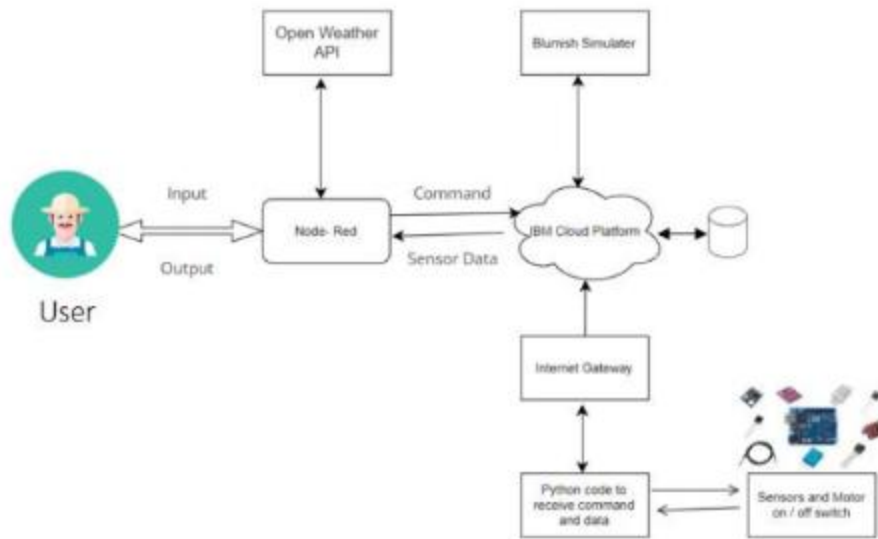 Open Weather
API
Blumish Simulater
Input
Command
Node- Red
IBM Cloud Platform
Output
Sensor Data
User
Internet Gateway
Python code to
receive command
and data
Sensors and Motor
on / off switch